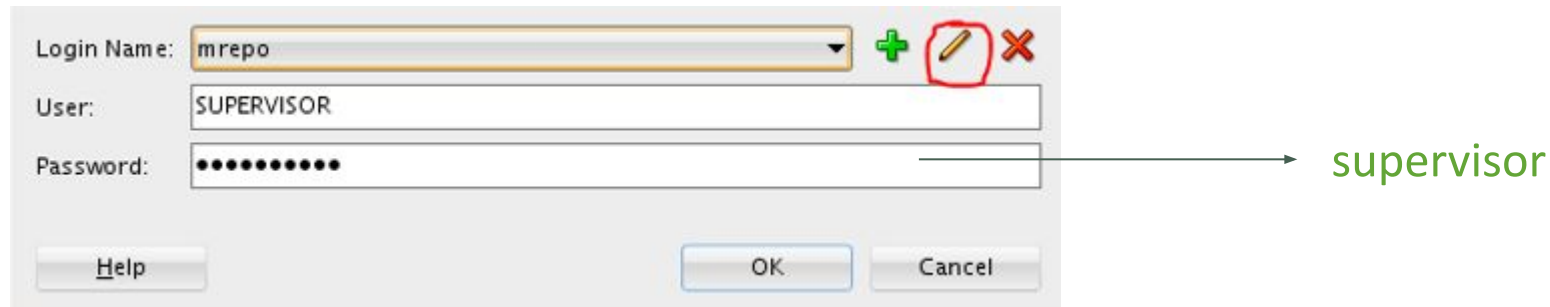 Login Name: mrepo
User: SUPERVISOR
Password: ●●●●●●●●●● supervisor
Help OK Cancel